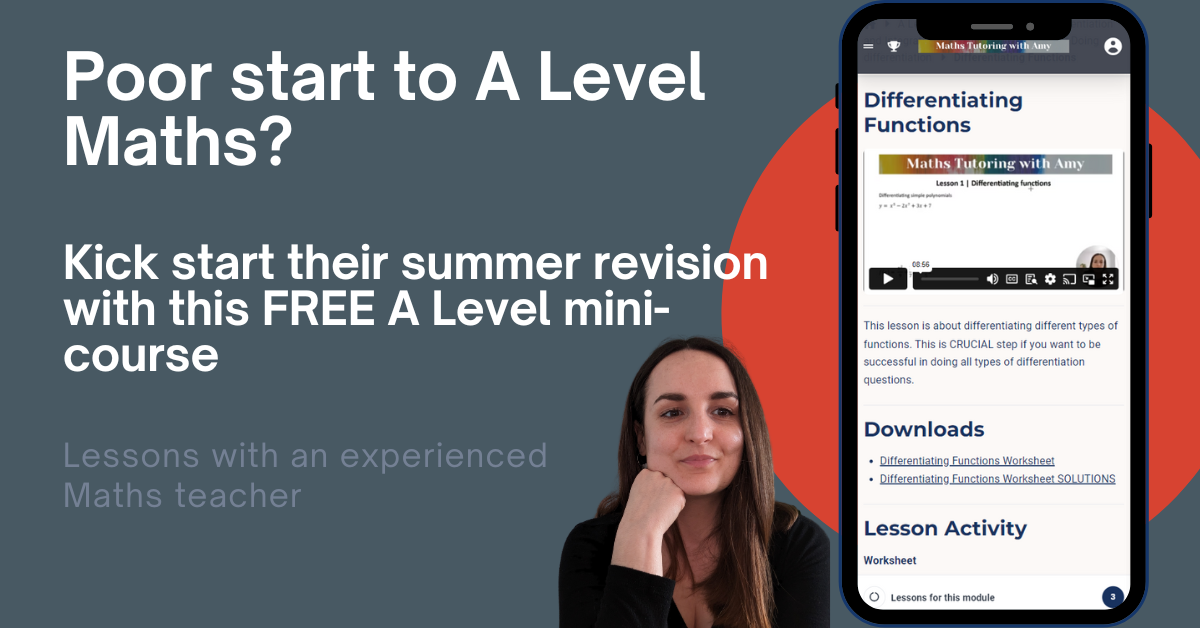 Poor start to A Level
Maths?
Kick start their summer revision
with this FREE A Level mini-
course
Lessons with an experienced
Maths teacher
Maths Tutoring with Amy
Differentiating
Functions
Maths Tutoring with Amy
Lesson 1 | Differentiating functions
Differentiating simple polynomials
08:56
CC
This lesson is about differentiating different types of
functions. This is CRUCIAL step if you want to be
successful in doing all types of differentiation
questions.
Downloads
• Differentiating Functions Worksheet
• Differentiating Functions Worksheet SOLUTIONS
Lesson Activity
Worksheet
Lessons for this module
3